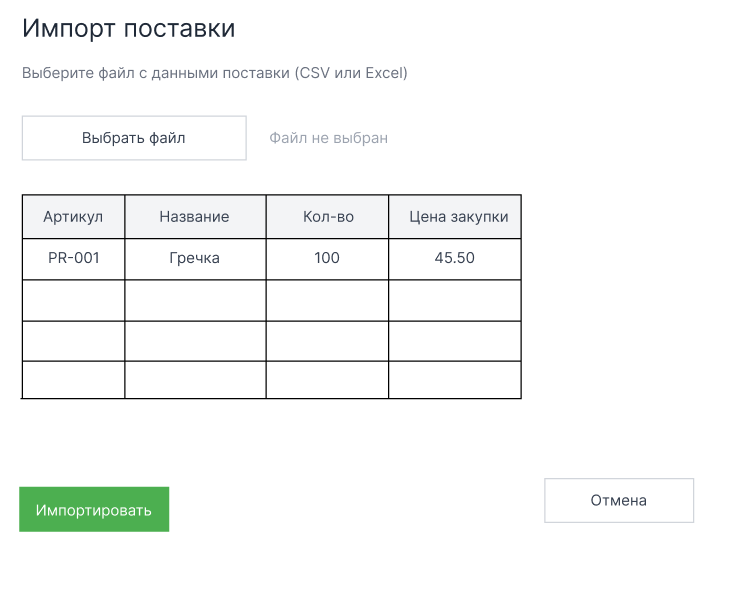 Импорт поставки
Выберите файл с данными поставки (CSV или Excel)
Выбрать файл Файл не выбран
Артикул Название Кол-во Цена закупки
PR-001 Гречка 100 45.50
Отмена
Импортировать